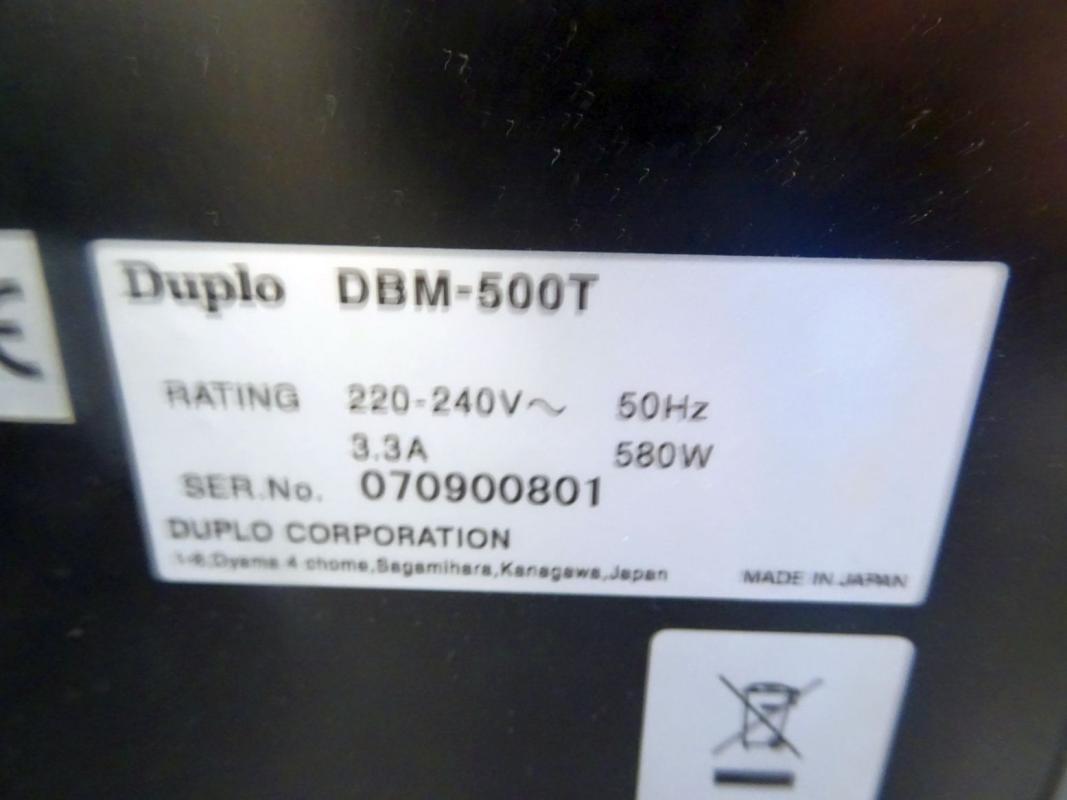 Duplo DBM-500T
RATING 220-240V~ 50Hz
3.3A 580W
SER.No. 070900801
DUPLO CORPORATION
1-6,Oyama 4 chome,Sagamihara,Kanagawa,Japan MADE IN JAPAN